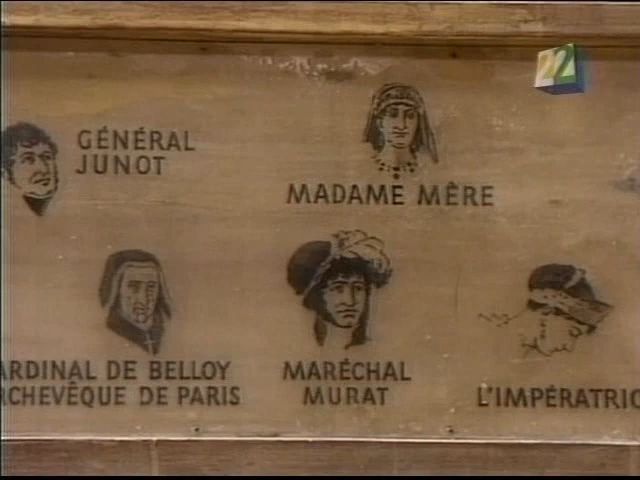 22
GÉNÉRAL
JUNOT
MADAME MÈRE
ARDINAL DE BELLOY
RCHEVÊQUE DE PARIS
MARÉCHAL
MURAT
L'IMPÉRATRIC